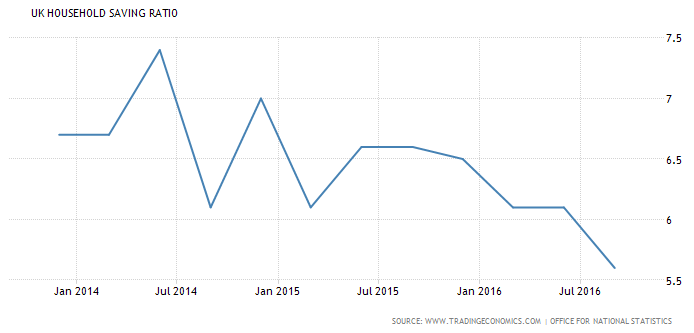 UK HOUSEHOLD SAVING RATIO
7.5
7
6.5
6
5.5
Jan 2014 Jul 2014 Jan 2015 Jul 2015 Jan 2016 Jul 2016
SOURCE: WWW.TRADINGECONOMICS.COM | OFFICE FOR NATIONAL STATISTICS